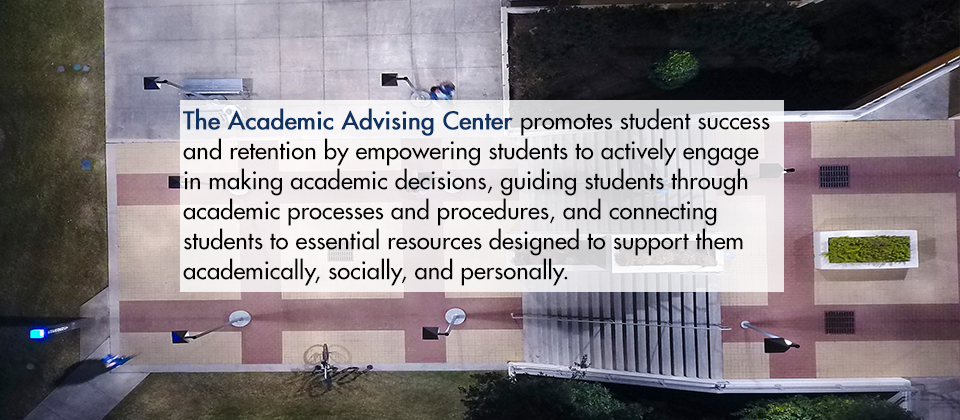 The Academic Advising Center promotes student success
and retention by empowering students to actively engage
in making academic decisions, guiding students through
academic processes and procedures, and connecting
students to essential resources designed to support them
academically, socially, and personally.